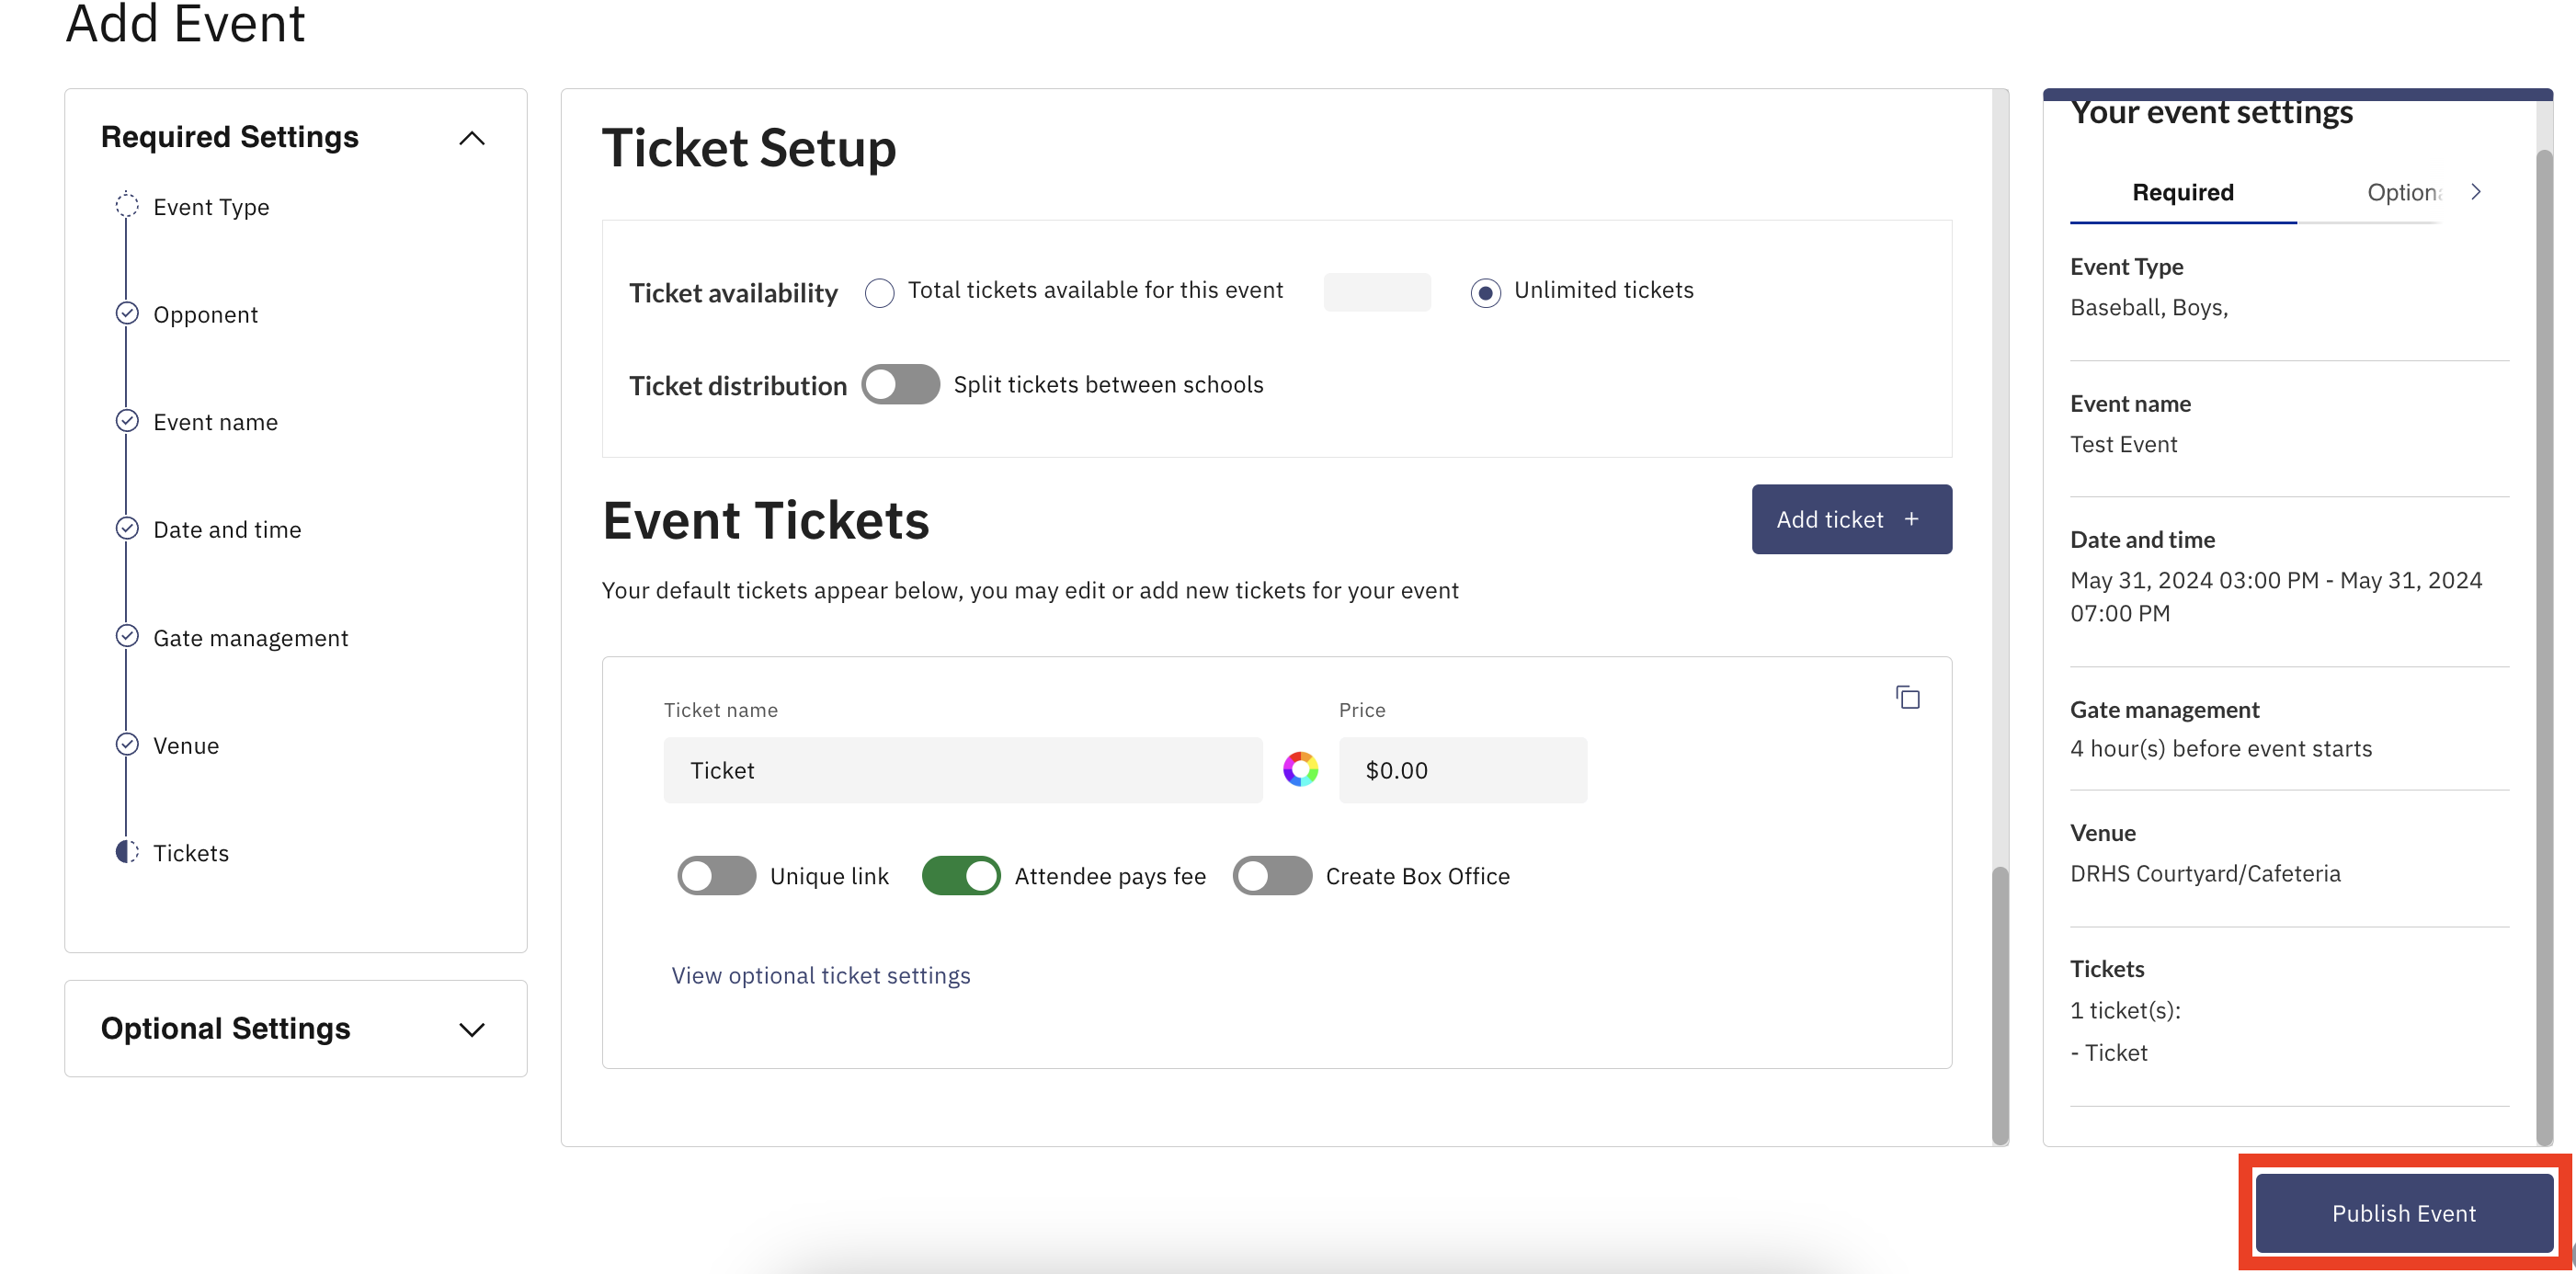 Add Event
Required Settings
Event Type
Opponent
Event name
Date and time
Gate management
Venue
Tickets
Optional Settings
Ticket Setup
Ticket availability Total tickets available for this event Unlimited tickets
Ticket distribution Split tickets between schools
Event Tickets
Add ticket +
Your default tickets appear below, you may edit or add new tickets for your event
Ticket name Price
Ticket $0.00
Unique link Attendee pays fee Create Box Office
View optional ticket settings
Your event settings
Required Optiona
Event Type
Baseball, Boys,
Event name
Test Event
Date and time
May 31, 2024 03:00 PM - May 31, 2024
07:00 PM
Gate management
4 hour(s) before event starts
Venue
DRHS Courtyard/Cafeteria
Tickets
1 ticket(s):
- Ticket
Publish Event